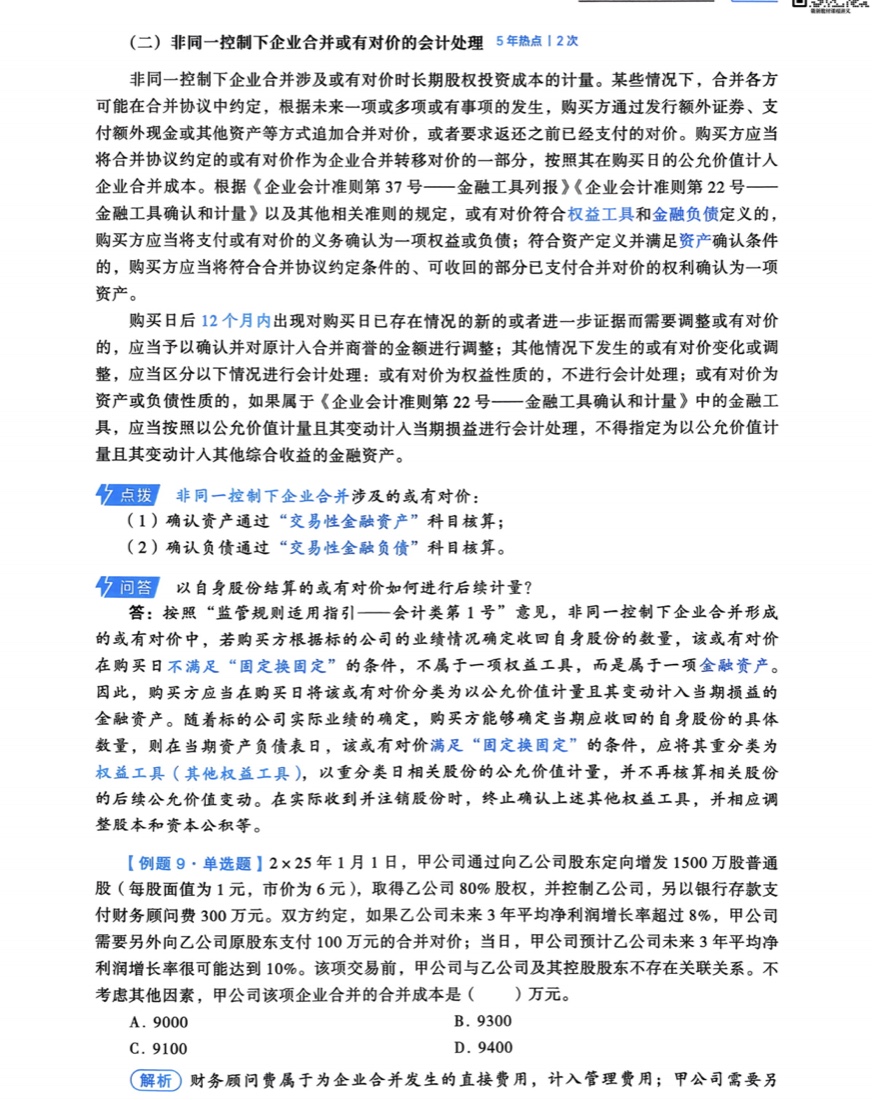 （二）非同一控制下企业合并或有对价的会计处理 5年热点 | 2次
非同一控制下企业合并涉及或有对价时长期股权投资成本的计量。某些情况下，合并各方
可能在合并协议中约定，根据未来一项或多项或有事项的发生，购买方通过发行额外证券、支
付额外现金或其他资产等方式追加合并对价，或者要求返还之前已经支付的对价。购买方应当
将合并协议约定的或有对价作为企业合并转移对价的一部分，按照其在购买日的公允价值计入
企业合并成本。根据《企业会计准则第 37 号——金融工具列报》《企业会计准则第 22 号——
金融工具确认和计量》以及其他相关准则的规定，或有对价符合权益工具和金融负债定义的，
购买方应当将支付或有对价的义务确认为一项权益或负债；符合资产定义并满足资产确认条件
的，购买方应当将符合合并协议约定条件的、可收回的部分已支付合并对价的权利确认为一项
资产。
购买日后 12 个月内出现对购买日已存在情况的新的或者进一步证据而需要调整或有对价
的，应当予以确认并对原计入合并商誉的金额进行调整；其他情况下发生的或有对价变化或调
整，应当区分以下情况进行会计处理：或有对价为权益性质的，不进行会计处理；或有对价为
资产或负债性质的，如果属于《企业会计准则第 22 号——金融工具确认和计量》中的金融工
具，应当按照以公允价值计量且其变动计入当期损益进行会计处理，不得指定为以公允价值计
量且其变动计入其他综合收益的金融资产。
点拨 非同一控制下企业合并涉及的或有对价：
（1）确认资产通过“交易性金融资产”科目核算；
（2）确认负债通过“交易性金融负债”科目核算。
问答 以自身股份结算的或有对价如何进行后续计量？
答：按照“监管规则适用指引——会计类第 1 号”意见，非同一控制下企业合并形成
的或有对价中，若购买方根据标的公司的业绩情况确定收回自身股份的数量，该或有对价
在购买日不满足“固定换固定”的条件，不属于一项权益工具，而是属于一项金融资产。
因此，购买方应当在购买日将该或有对价分类为以公允价值计量且其变动计入当期损益的
金融资产。随着标的公司实际业绩的确定，购买方能够确定当期应收回的自身股份的具体
数量，则在当期资产负债表日，该或有对价满足“固定换固定”的条件，应将其重分类为
权益工具（其他权益工具），以重分类日相关股份的公允价值计量，并不再核算相关股份
的后续公允价值变动。在实际收到并注销股份时，终止确认上述其他权益工具，并相应调
整股本和资本公积等。
【例题 9·单选题】2×25 年 1 月 1 日，甲公司通过向乙公司股东定向增发 1500 万股普通
股（每股面值为 1 元，市价为 6 元），取得乙公司 80% 股权，并控制乙公司，另以银行存款支
付财务顾问费 300 万元。双方约定，如果乙公司未来 3 年平均净利润增长率超过 8%，甲公司
需要另外向乙公司原股东支付 100 万元的合并对价；当日，甲公司预计乙公司未来 3 年平均净
利润增长率很可能达到 10%。该项交易前，甲公司与乙公司及其控股股东不存在关联关系。不
考虑其他因素，甲公司该项企业合并的合并成本是（ ）万元。
A. 9000 B. 9300
C. 9100 D. 9400
解析 财务顾问费属于为企业合并发生的直接费用，计入管理费用；甲公司需要另